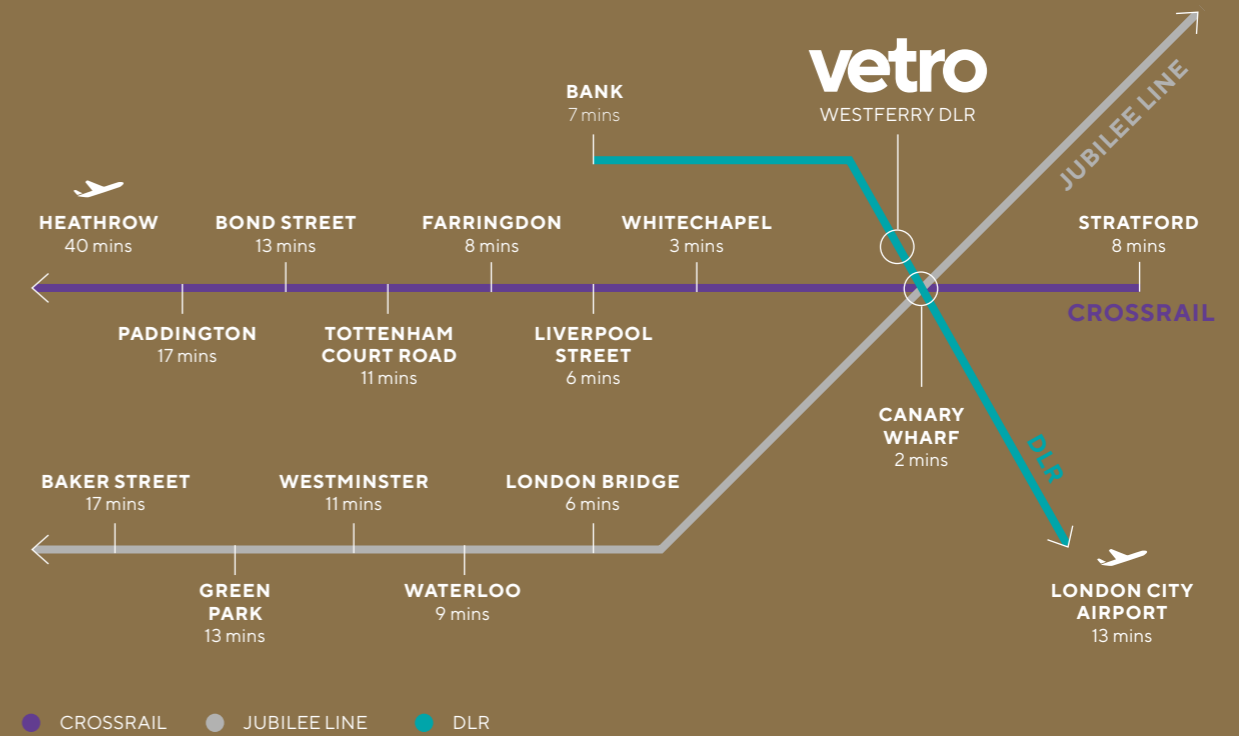 vetro
WESTFERRY DLR
BANK
7 mins
JUBILEE LINE
HEATHROW
40 mins
BOND STREET
13 mins
FARRINGDON
8 mins
WHITECHAPEL
3 mins
STRATFORD
8 mins
CROSSRAIL
PADDINGTON
17 mins
TOTTENHAM
COURT ROAD
11 mins
LIVERPOOL
STREET
6 mins
CANARY
WHARF
2 mins
DLR
BAKER STREET
17 mins
WESTMINSTER
11 mins
LONDON BRIDGE
6 mins
GREEN
PARK
13 mins
WATERLOO
9 mins
LONDON CITY
AIRPORT
13 mins
CROSSRAIL
JUBILEE LINE
DLR